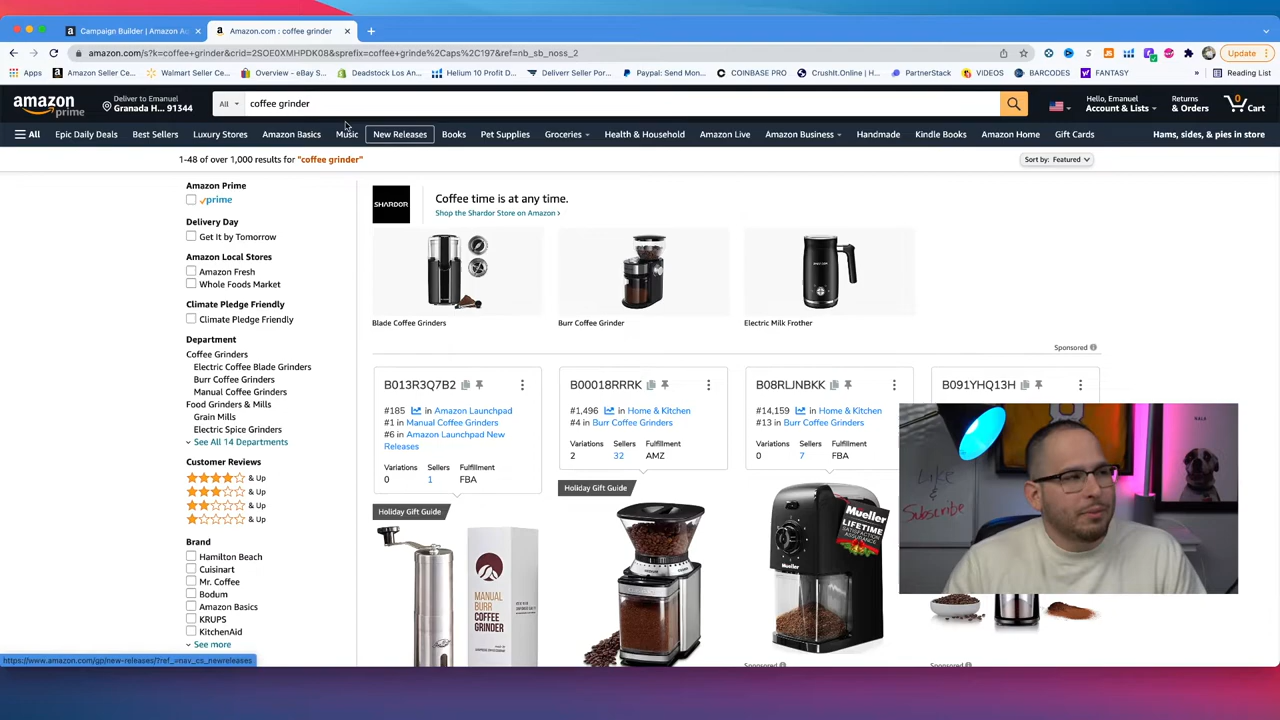 Campaign Builder | Amazon Ad
Amazon.com : coffee grinder
amazon.com/s?k=coffee+grinder&crid=2SOE0XMHPDK08&sprefix=coffee+grinde%2Caps%2C197&ref=nb_sb_noss_2
Update
Apps
Amazon Seller Ce...
Walmart Seller Ce...
Overview - eBay S...
Deadstock Los An...
Helium 10 Profit D...
Deliverr Seller Por...
Paypal: Send Mon...
COINBASE PRO
CrushIt.Online | H...
PartnerStack
VIDEOS
BARCODES
FANTASY
»
Reading List
amazon prime
Deliver to Emanuel
Granada H... 91344
All
coffee grinder
Hello, Emanuel
Account & Lists
Returns
& Orders
0
Cart
All
Epic Daily Deals
Best Sellers
Luxury Stores
Amazon Basics
Music
New Releases
Books
Pet Supplies
Groceries
Health & Household
Amazon Live
Amazon Business
Handmade
Kindle Books
Amazon Home
Gift Cards
Hams, sides, & pies in store
1-48 of over 1,000 results for "coffee grinder"
Sort by: Featured
Amazon Prime
prime
Delivery Day
Get It by Tomorrow
Amazon Local Stores
Amazon Fresh
Whole Foods Market
Climate Pledge Friendly
Climate Pledge Friendly
Department
Coffee Grinders
Electric Coffee Blade Grinders
Burr Coffee Grinders
Manual Coffee Grinders
Food Grinders & Mills
Grain Mills
Electric Spice Grinders
See All 14 Departments
Customer Reviews
& Up
& Up
& Up
& Up
Brand
Hamilton Beach
Cuisinart
Mr. Coffee
Bodum
Amazon Basics
KRUPS
KitchenAid
See more
SHARDOR
Coffee time is at any time.
Shop the Shardor Store on Amazon ›
Blade Coffee Grinders
Burr Coffee Grinder
Electric Milk Frother
Sponsored
B013R3Q7B2
#185 in Amazon Launchpad
#1 in Manual Coffee Grinders
#6 in Amazon Launchpad New
Releases
Variations Sellers Fulfillment
0 1 FBA
Holiday Gift Guide
MANUAL
BURR
COFFEE
GRINDER
B00018RRRK
#1,496 in Home & Kitchen
#4 in Burr Coffee Grinders
Variations Sellers Fulfillment
2 32 AMZ
Holiday Gift Guide
B08RLJNBKK
#14,159 in Home & Kitchen
#13 in Burr Coffee Grinders
Variations Sellers Fulfillment
0 7 FBA
Mueller
LIFETIME
SATISFACTION
ASSURANCE
Mueller
B091YHQ13H
Like
&
Subscribe
SALE
Sponsored
Sponsored
https://www.amazon.com/gp/new-releases/?ref_=nav_cs_newreleases